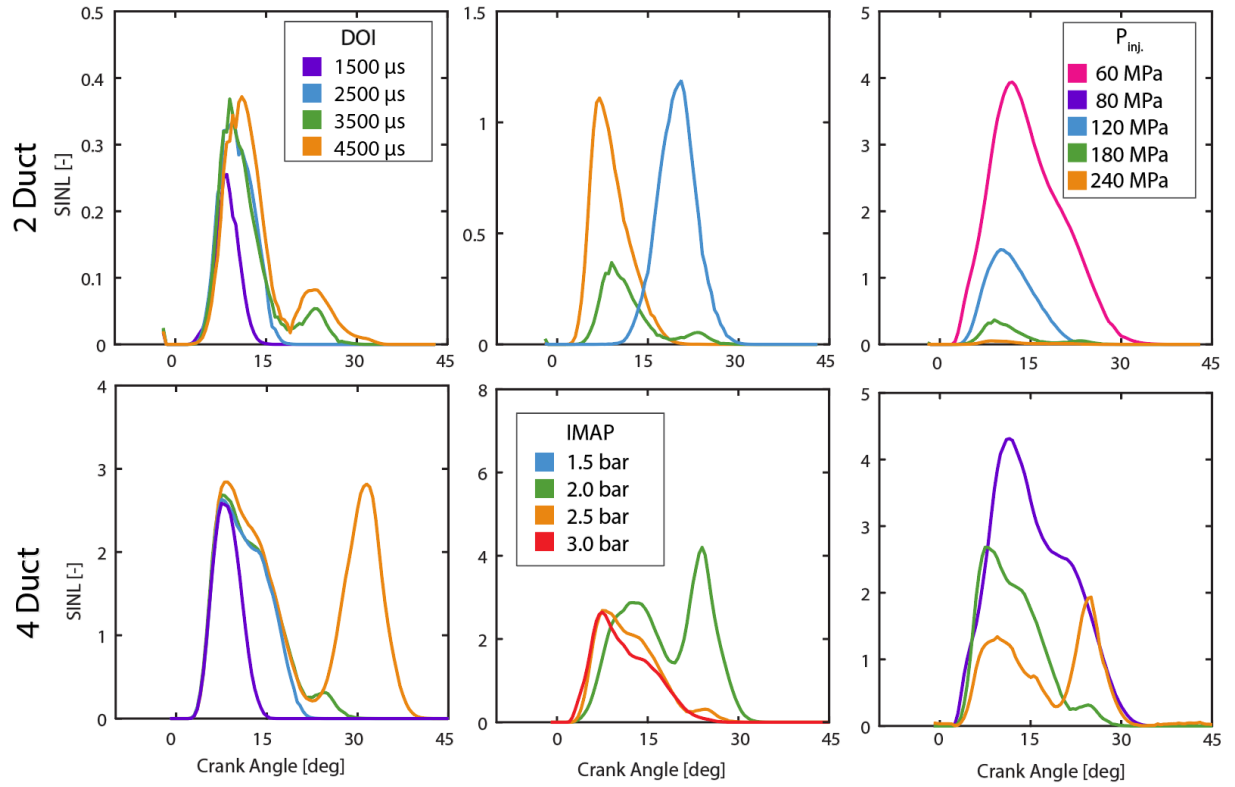 2 Duct
SINL [-]
0.5
0.4
0.3
0.2
0.1
0
0
15
30
45
DOI
1500 µs
2500 µs
3500 µs
4500 µs
1.5
1
0.5
0
0
15
30
45
5
4
3
2
1
0
0
15
30
45
P inj.
60 MPa
80 MPa
120 MPa
180 MPa
240 MPa
4 Duct
SINL [-]
4
3
2
1
0
0
15
30
45
Crank Angle [deg]
8
6
4
2
0
0
15
30
45
Crank Angle [deg]
IMAP
1.5 bar
2.0 bar
2.5 bar
3.0 bar
5
4
3
2
1
0
0
15
30
45
Crank Angle [deg]